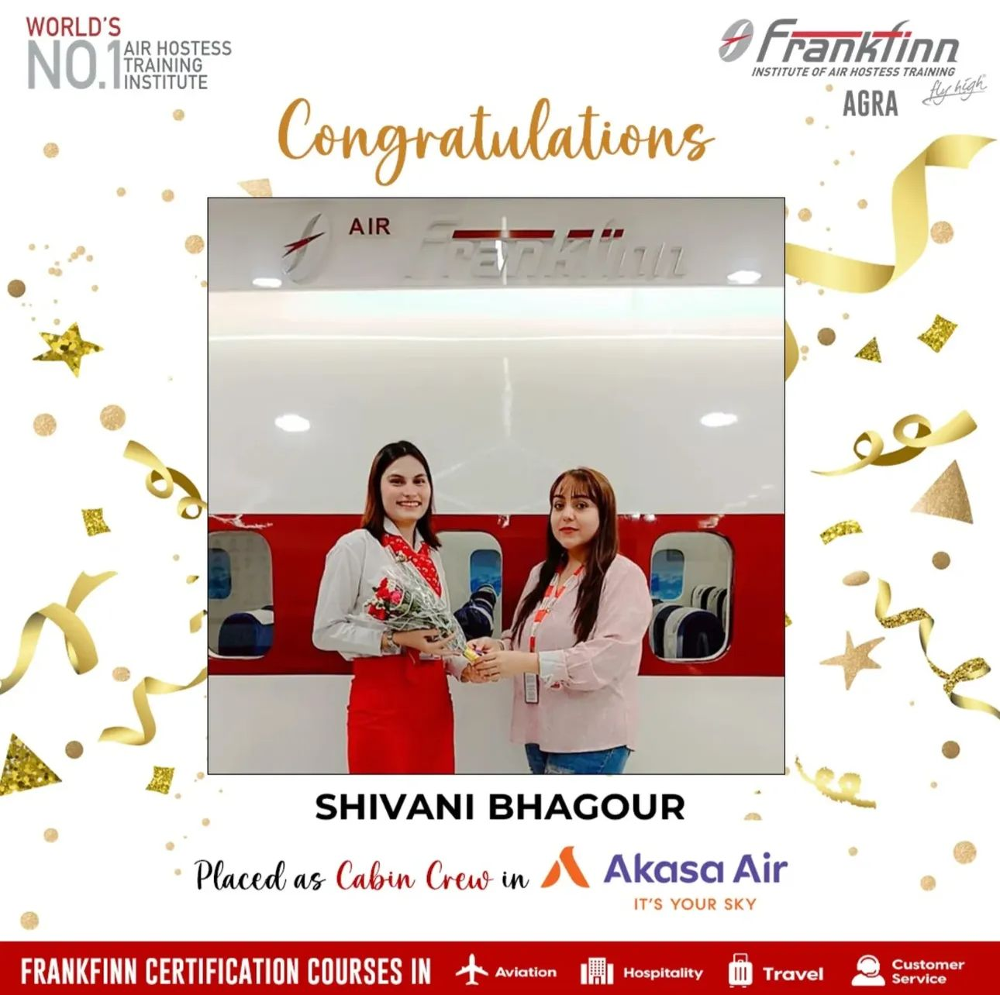 WORLD'S
NO.1 AIR HOSTESS
TRAINING
INSTITUTE
Frankfinn
INSTITUTE OF AIR HOSTESS TRAINING
fly high
AGRA
Congratulations
AIR Frankfinn
SHIVANI BHAGOUR
Placed as Cabin Crew in Akasa Air
IT'S YOUR SKY
FRANKFINN CERTIFICATION COURSES IN Aviation Hospitality Travel Customer
Service